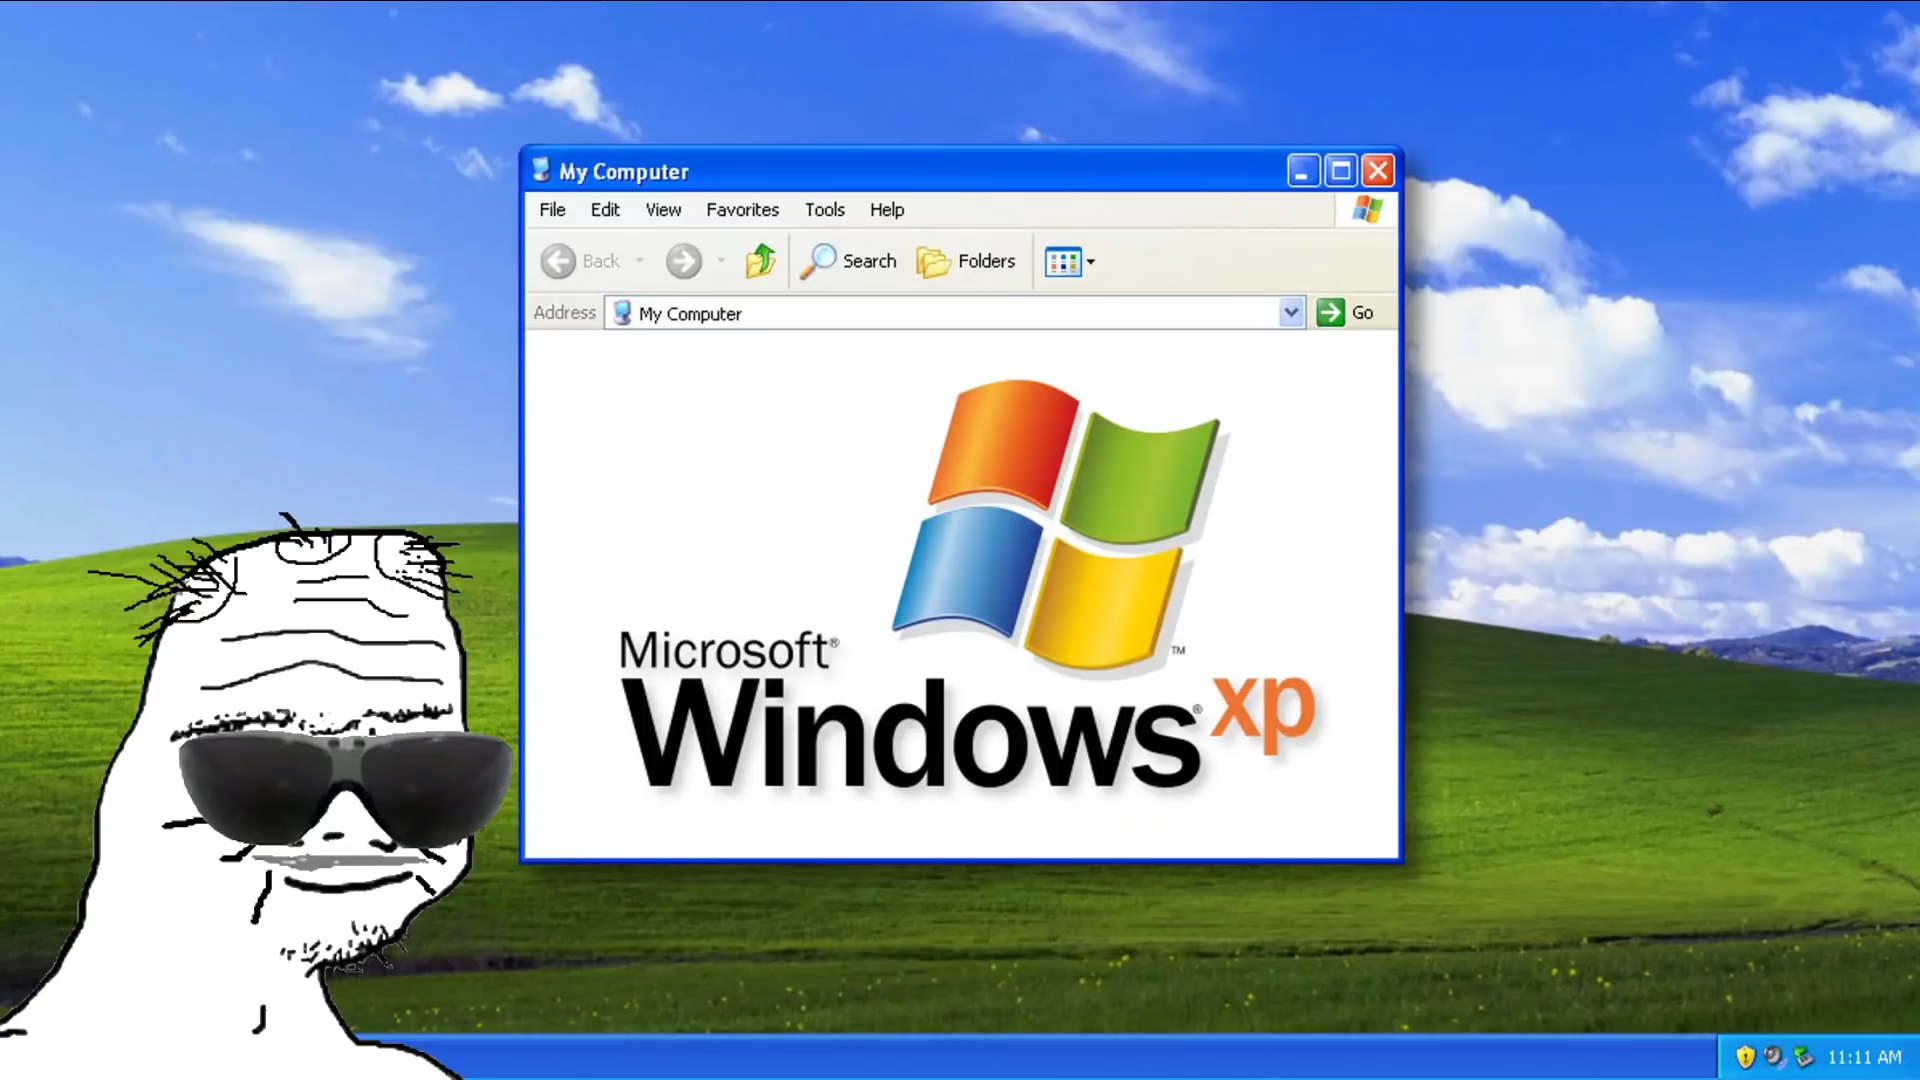 My Computer
File Edit View Favorites Tools Help
Back Search Folders
Address My Computer Go
Microsoft®
Windows® xp ™
11:11 AM